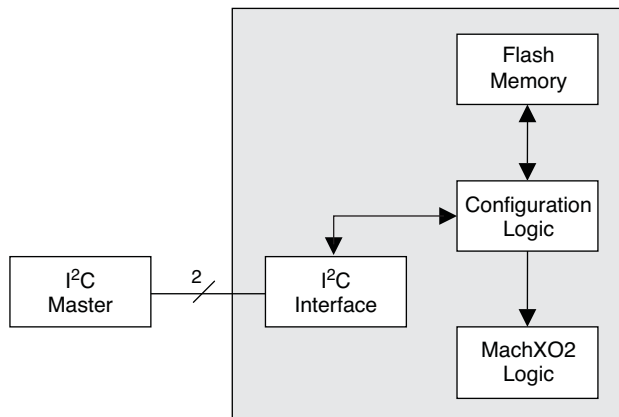 Flash
Memory
Configuration
Logic
I²C
Master
2
I²C
Interface
MachXO2
Logic